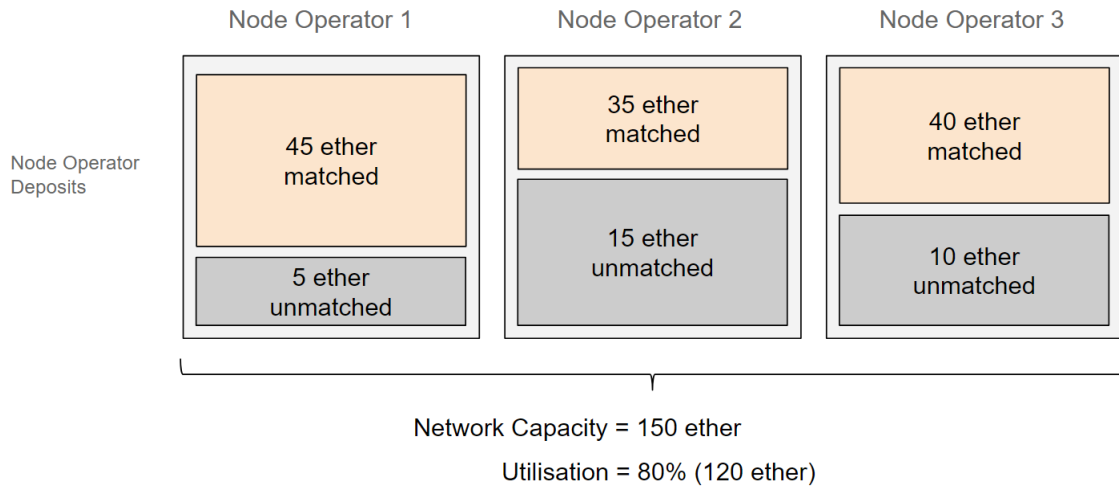 Node Operator 1
Node Operator 2
Node Operator 3
Node Operator
Deposits
45 ether
matched
5 ether
unmatched
35 ether
matched
15 ether
unmatched
40 ether
matched
10 ether
unmatched
Network Capacity = 150 ether
Utilisation = 80% (120 ether)